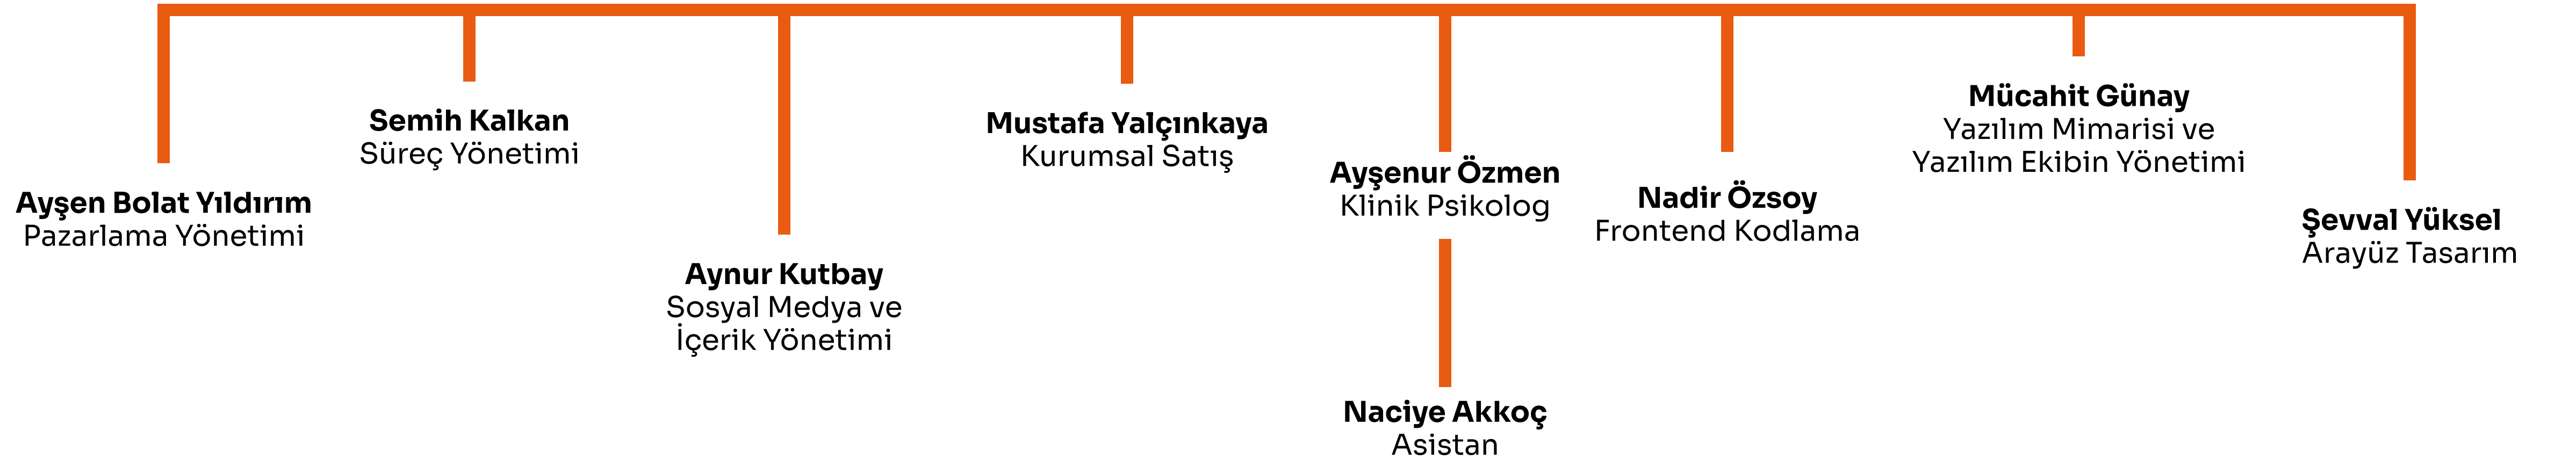 Ayşen Bolat Yıldırım
Pazarlama Yönetimi
Semih Kalkan
Süreç Yönetimi
Aynur Kutbay
Sosyal Medya ve
İçerik Yönetimi
Mustafa Yalçınkaya
Kurumsal Satış
Ayşenur Özmen
Klinik Psikolog
Naciye Akkoç
Asistan
Nadir Özsoy
Frontend Kodlama
Mücahit Günay
Yazılım Mimarisi ve
Yazılım Ekibin Yönetimi
Şevval Yüksel
Arayüz Tasarım